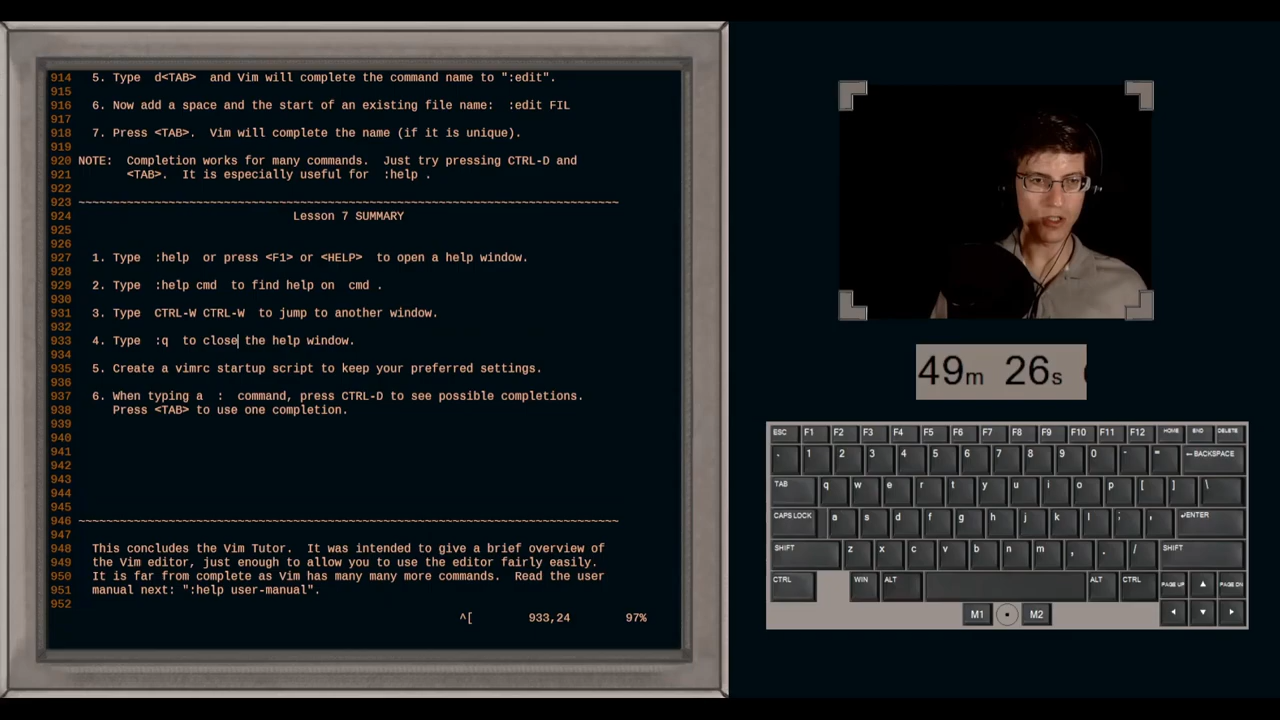 914   5. Type  d<TAB>  and Vim will complete the command name to ":edit".
915
916   6. Now add a space and the start of an existing file name:  :edit FIL
917
918   7. Press <TAB>.  Vim will complete the name (if it is unique).
919
920 NOTE:  Completion works for many commands.  Just try pressing CTRL-D and
921        <TAB>.  It is especially useful for  :help .
922
923 ~~~~~~~~~~~~~~~~~~~~~~~~~~~~~~~~~~~~~~~~~~~~~~~~~~~~~~~~~~~~~~~~~~~~~~~~~~~~~~
924                                Lesson 7 SUMMARY
925
926
927   1. Type  :help  or press <F1> or <HELP>  to open a help window.
928
929   2. Type  :help cmd  to find help on  cmd .
930
931   3. Type  CTRL-W CTRL-W  to jump to another window.
932
933   4. Type  :q  to close the help window.
934
935   5. Create a vimrc startup script to keep your preferred settings.
936
937   6. When typing a  :  command, press CTRL-D to see possible completions.
938      Press <TAB> to use one completion.
939
940
941
942
943
944
945
946 ~~~~~~~~~~~~~~~~~~~~~~~~~~~~~~~~~~~~~~~~~~~~~~~~~~~~~~~~~~~~~~~~~~~~~~~~~~~~~~
947
948   This concludes the Vim Tutor.  It was intended to give a brief overview of
949   the Vim editor, just enough to allow you to use the editor fairly easily.
950   It is far from complete as Vim has many many more commands.  Read the user
951   manual next: ":help user-manual".
952
^[        933,24        97%
49m 26s
ESC F1 F2 F3 F4 F5 F6 F7 F8 F9 F10 F11 F12 HOME END DELETE
1 2 3 4 5 6 7 8 9 0 - = ←BACKSPACE
TAB q w e r t y u i o p [ ] \
CAPS LOCK a s d f g h j k l ; ENTER
SHIFT z x c v b n m , . / SHIFT
CTRL WIN ALT ALT CTRL PAGE UP ▲ PAGE DN
M1 M2 ◄ ▼ ►